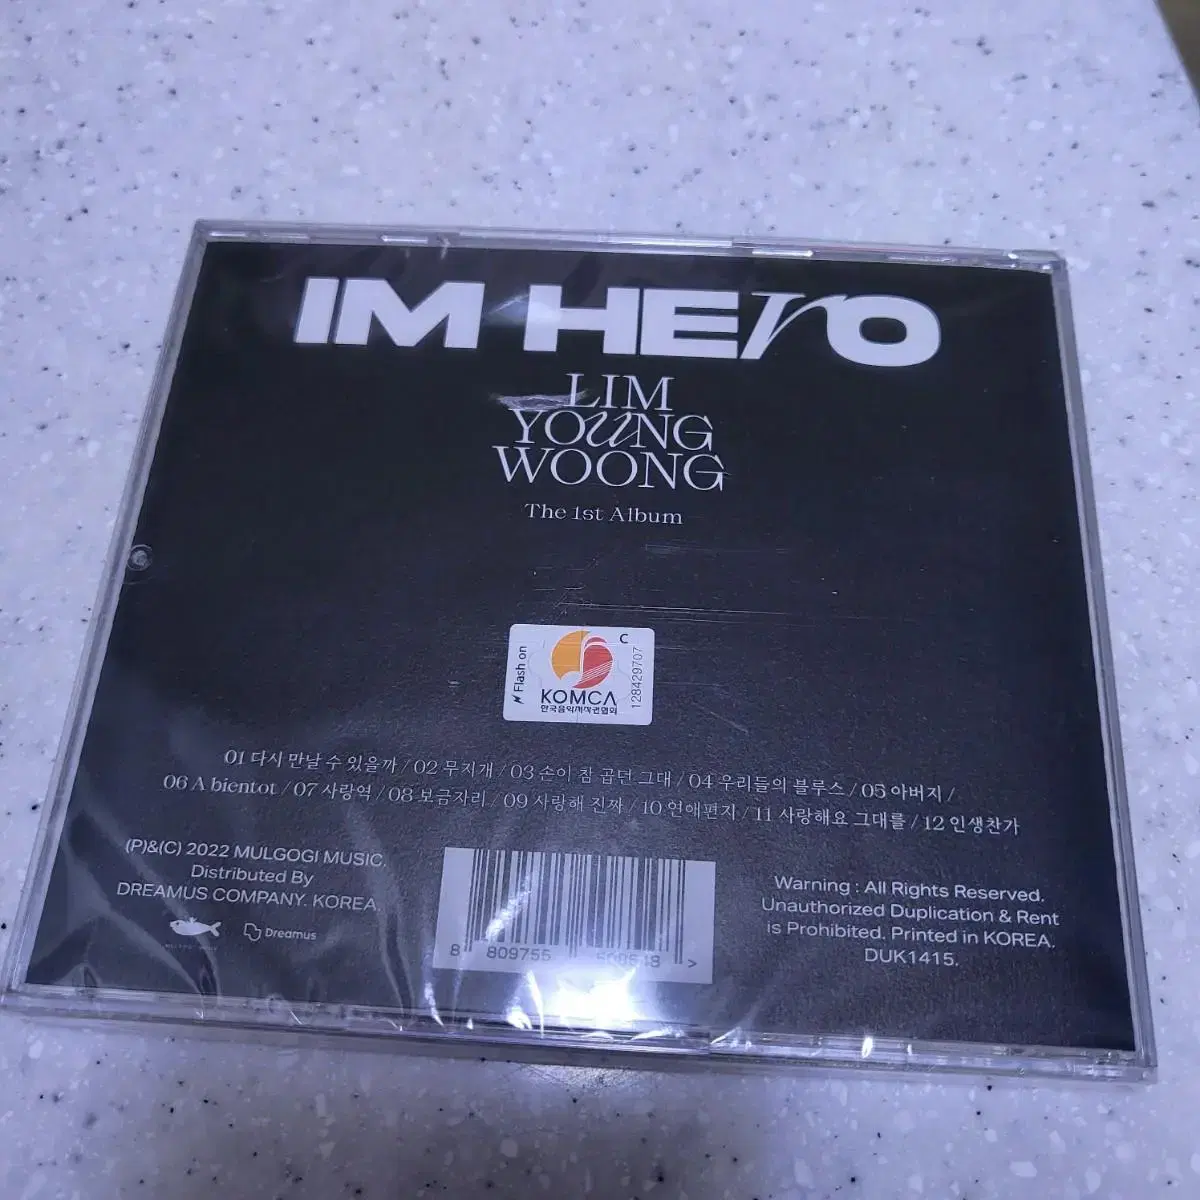 IM HErO
LIM
YOUNG
WOONG
The 1st Album
Flash on
C
KOMCA
한국음악저작권협회
128429707
01 다시 만날 수 있을까 / 02 무지개 / 03 손이 참 곱던 그대 / 04 우리들의 블루스 / 05 아버지 /
06 A bientot / 07 사랑역 / 08 보금자리 / 09 사랑해 진짜 / 10 연애편지 / 11 사랑해요 그대를 / 12 인생찬가
(P)&(C) 2022 MULGOGI MUSIC.
Distributed By
DREAMUS COMPANY. KOREA.
Dreamus
8 809755
Warning : All Rights Reserved.
Unauthorized Duplication & Rent
is Prohibited. Printed in KOREA.
DUK1415.